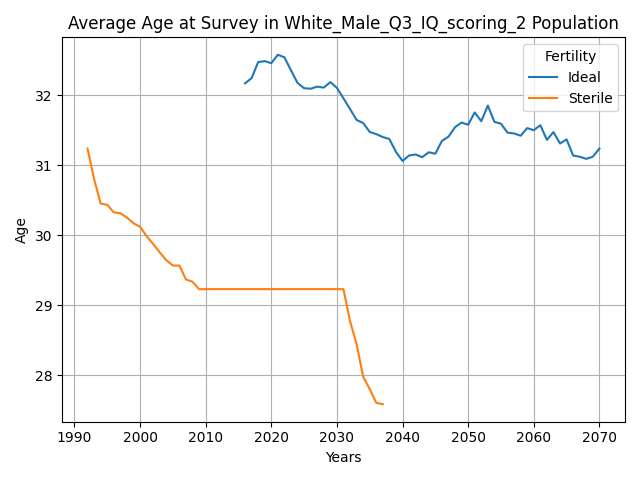 Average Age at Survey in White_Male_Q3_IQ_scoring_2 Population
Fertility
Ideal
Sterile
Age
32
31
30
29
28
1990 2000 2010 2020 2030 2040 2050 2060 2070
Years